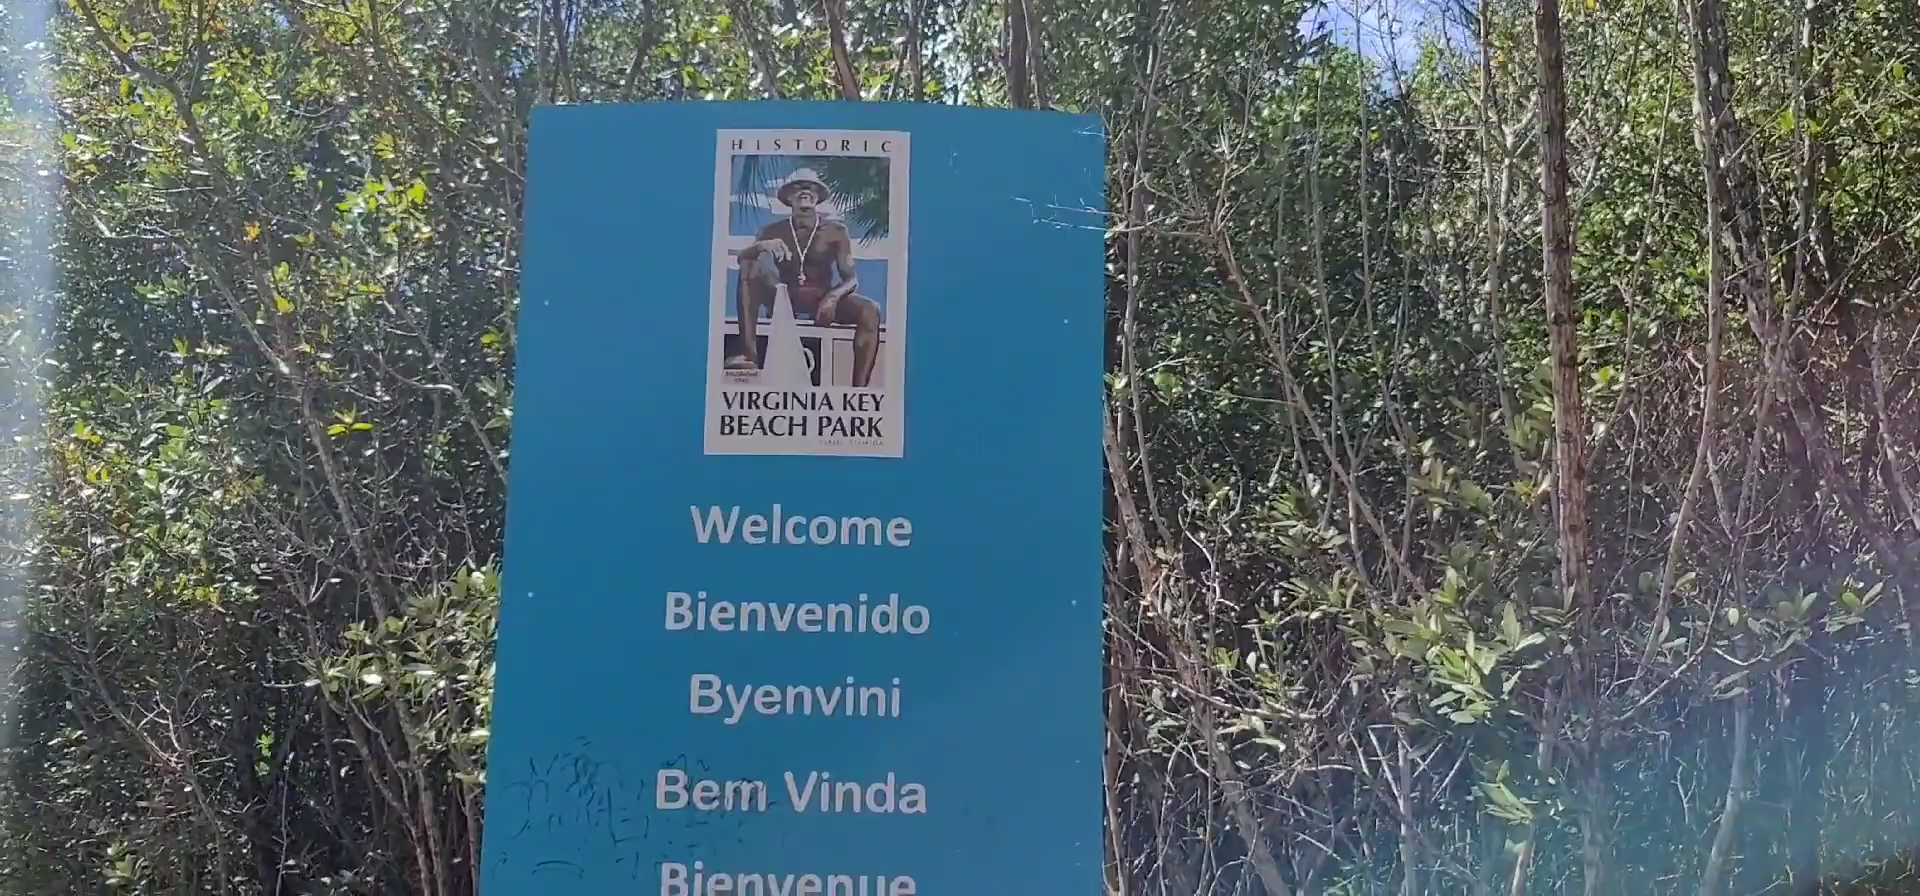 HISTORIC
VIRGINIA KEY
BEACH PARK
Welcome
Bienvenido
Byenvini
Bem Vinda
Bienvenue